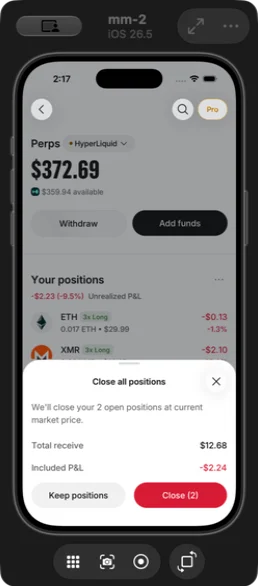 mm-2
iOS 26.5
2:17
Pro
Perps
HyperLiquid
$372.69
$359.94 available
Withdraw
Add funds
Your positions
-$2.23 (-9.5%) Unrealized P&L
ETH 3x Long -$0.13
0.017 ETH • $29.99 -1.3%
XMR 3x Long -$2.10
Close all positions
We'll close your 2 open positions at current
market price.
Total receive $12.68
Included P&L -$2.24
Keep positions
Close (2)